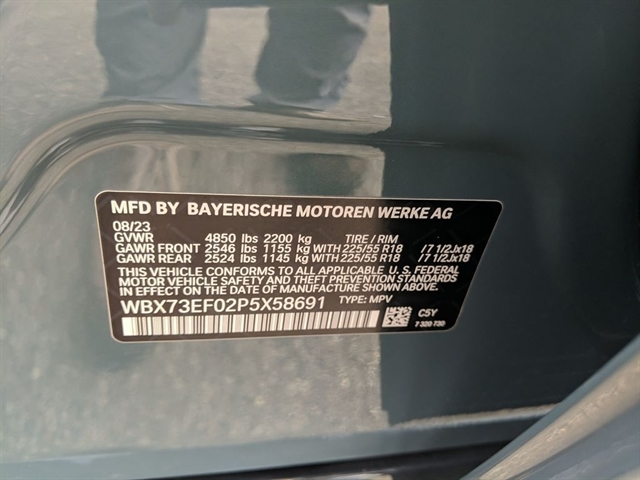 MFD BY BAYERISCHE MOTOREN WERKE AG
08/23
GVWR 4850 lbs 2200 kg TIRE / RIM
GAWR FRONT 2546 lbs 1155 kg WITH 225/55 R18 /7 1/2Jx18
GAWR REAR 2524 lbs 1145 kg WITH 225/55 R18 /7 1/2Jx18
THIS VEHICLE CONFORMS TO ALL APPLICABLE U. S. FEDERAL
MOTOR VEHICLE SAFETY, BUMPER, AND THEFT PREVENTION
STANDARDS IN EFFECT ON THE DATE OF MANUFACTURE SHOWN ABOVE.
WBX73EF02P5X58691 TYPE: MPV C5Y
7 320 730